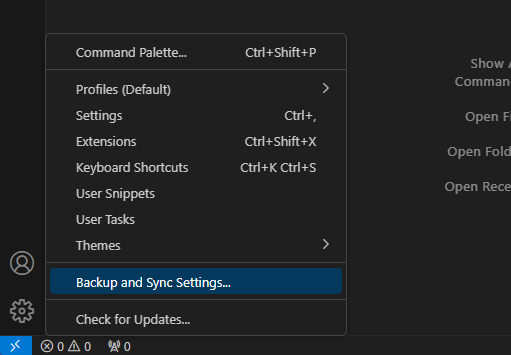 Command Palette... Ctrl+Shift+P
Profiles (Default)
Settings Ctrl+,
Extensions Ctrl+Shift+X
Keyboard Shortcuts Ctrl+K Ctrl+S
User Snippets
User Tasks
Themes
Backup and Sync Settings...
Check for Updates...
Show A
Comman
Open Fi
Open Fold
Open Rece
0 0 0